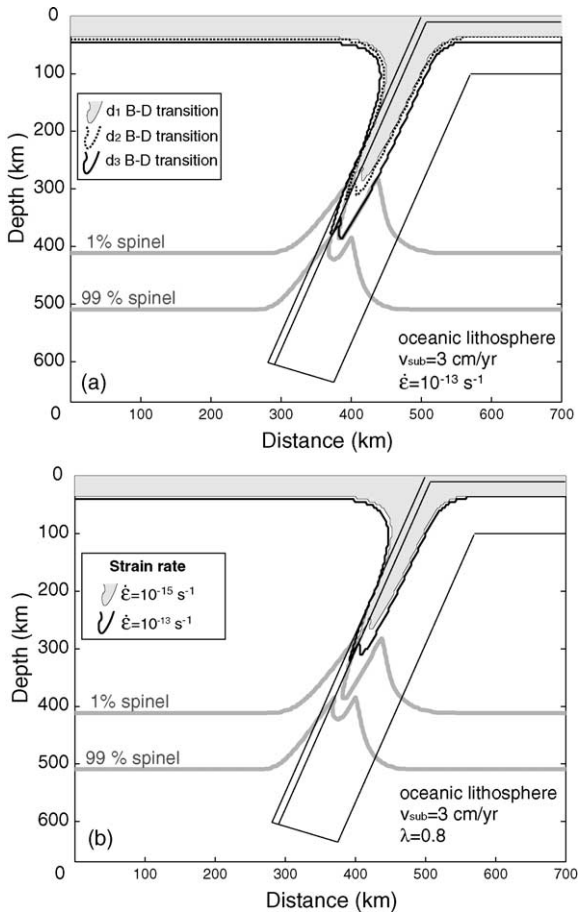 0
100
200
300
400
500
600
0
Depth (km)
d1 B-D transition
d2 B-D transition
d3 B-D transition
1% spinel
99 % spinel
oceanic lithosphere
vsub=3 cm/yr
ε̇=10-13 s-1
(a)
100 200 300 400 500 600 700
Distance (km)
0
100
200
300
400
500
600
0
Depth (km)
Strain rate
ε̇=10-15 s-1
ε̇=10-13 s-1
1% spinel
99 % spinel
oceanic lithosphere
vsub=3 cm/yr
λ=0.8
(b)
100 200 300 400 500 600 700
Distance (km)